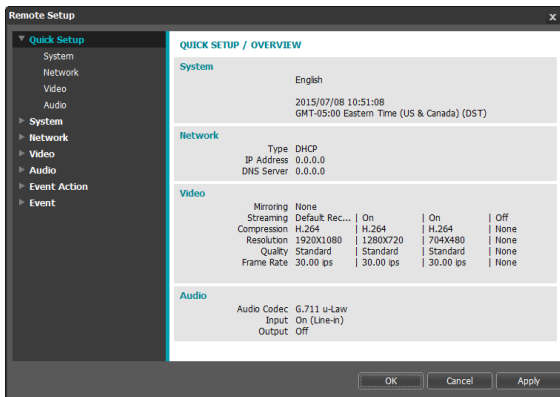 Remote Setup x
Quick Setup
System
Network
Video
Audio
System
Network
Video
Audio
Event Action
Event
QUICK SETUP / OVERVIEW
System
English
2015/07/08 10:51:08
GMT-05:00 Eastern Time (US & Canada) (DST)
Network
Type DHCP
IP Address 0.0.0.0
DNS Server 0.0.0.0
Video
Mirroring None
Streaming Default Rec... | On | On | Off
Compression H.264 | H.264 | H.264 | None
Resolution 1920X1080 | 1280X720 | 704X480 | None
Quality Standard | Standard | Standard | None
Frame Rate 30.00 ips | 30.00 ips | 30.00 ips | None
Audio
Audio Codec G.711 u-Law
Input On (Line-in)
Output Off
OK Cancel Apply